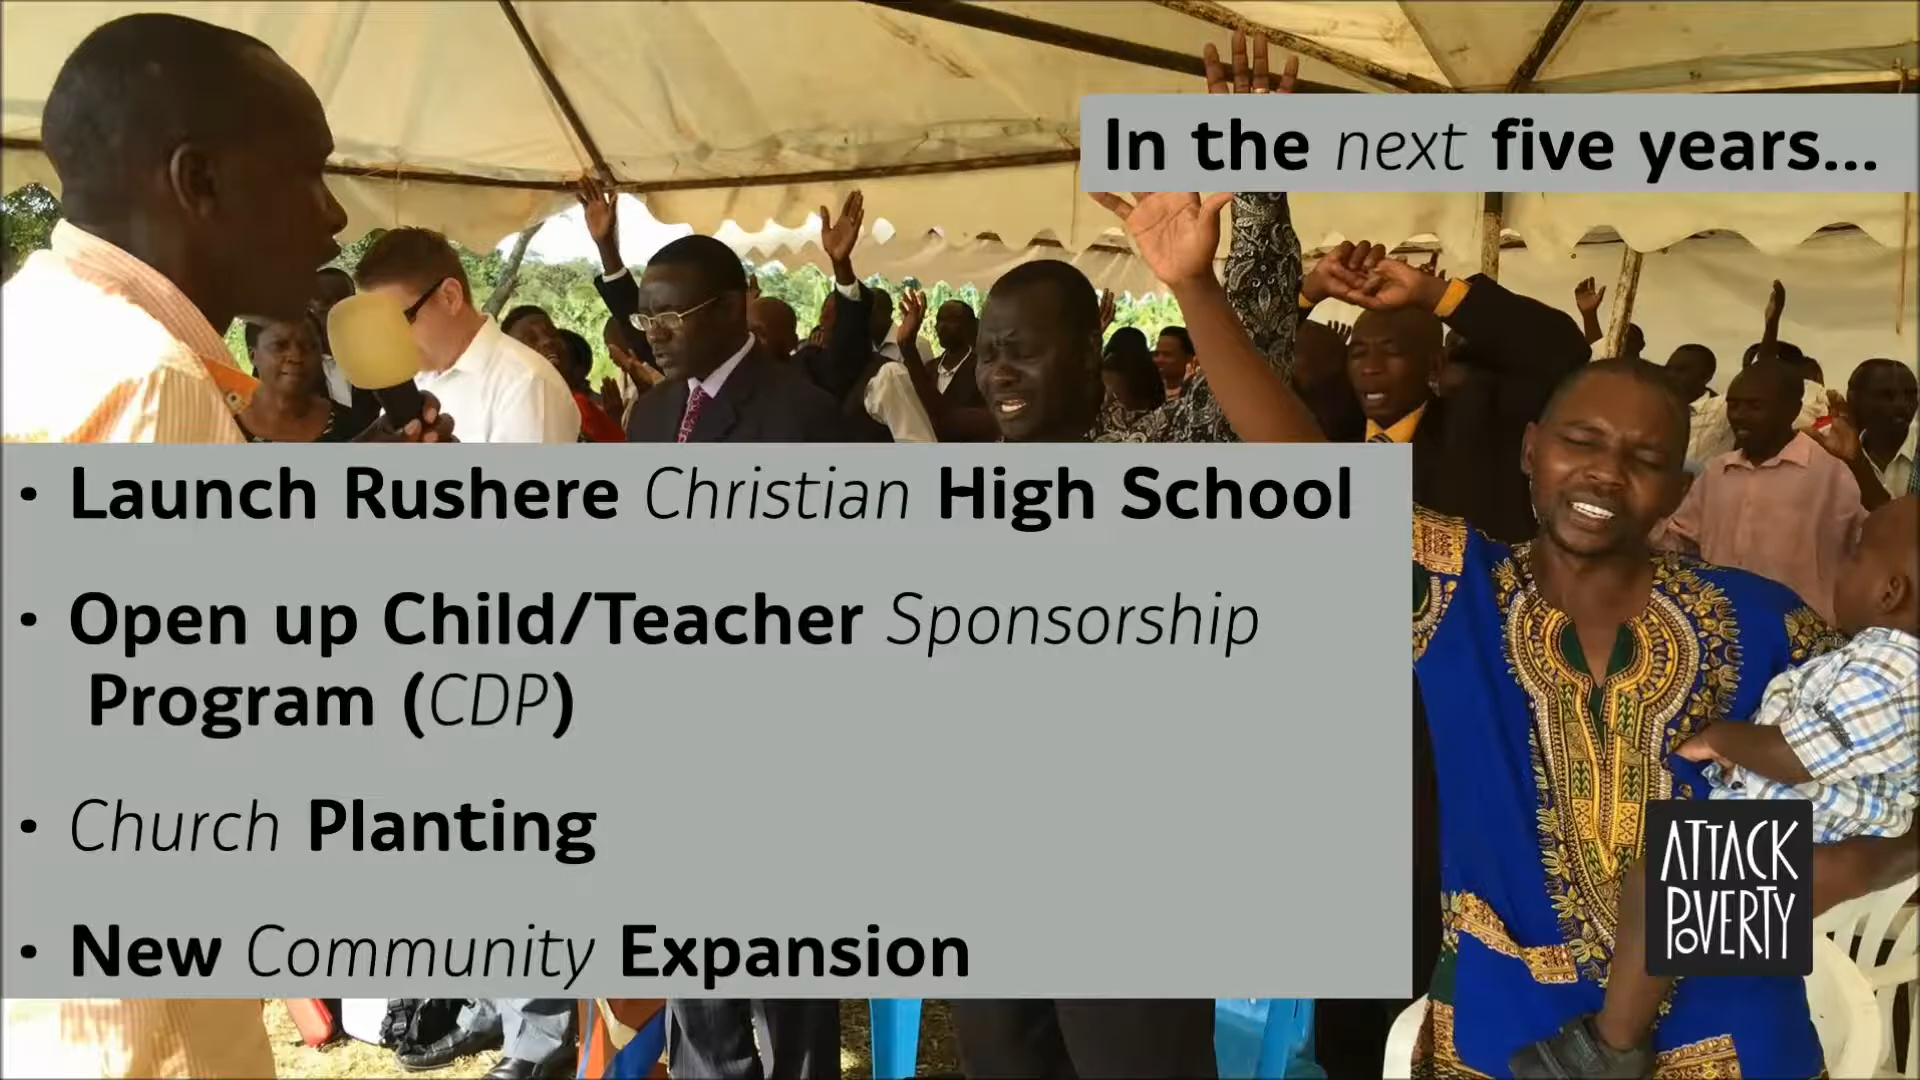 In the next five years...
• Launch Rushere Christian High School
• Open up Child/Teacher Sponsorship
Program (CDP)
• Church Planting
• New Community Expansion
ATTACK
POVERTY